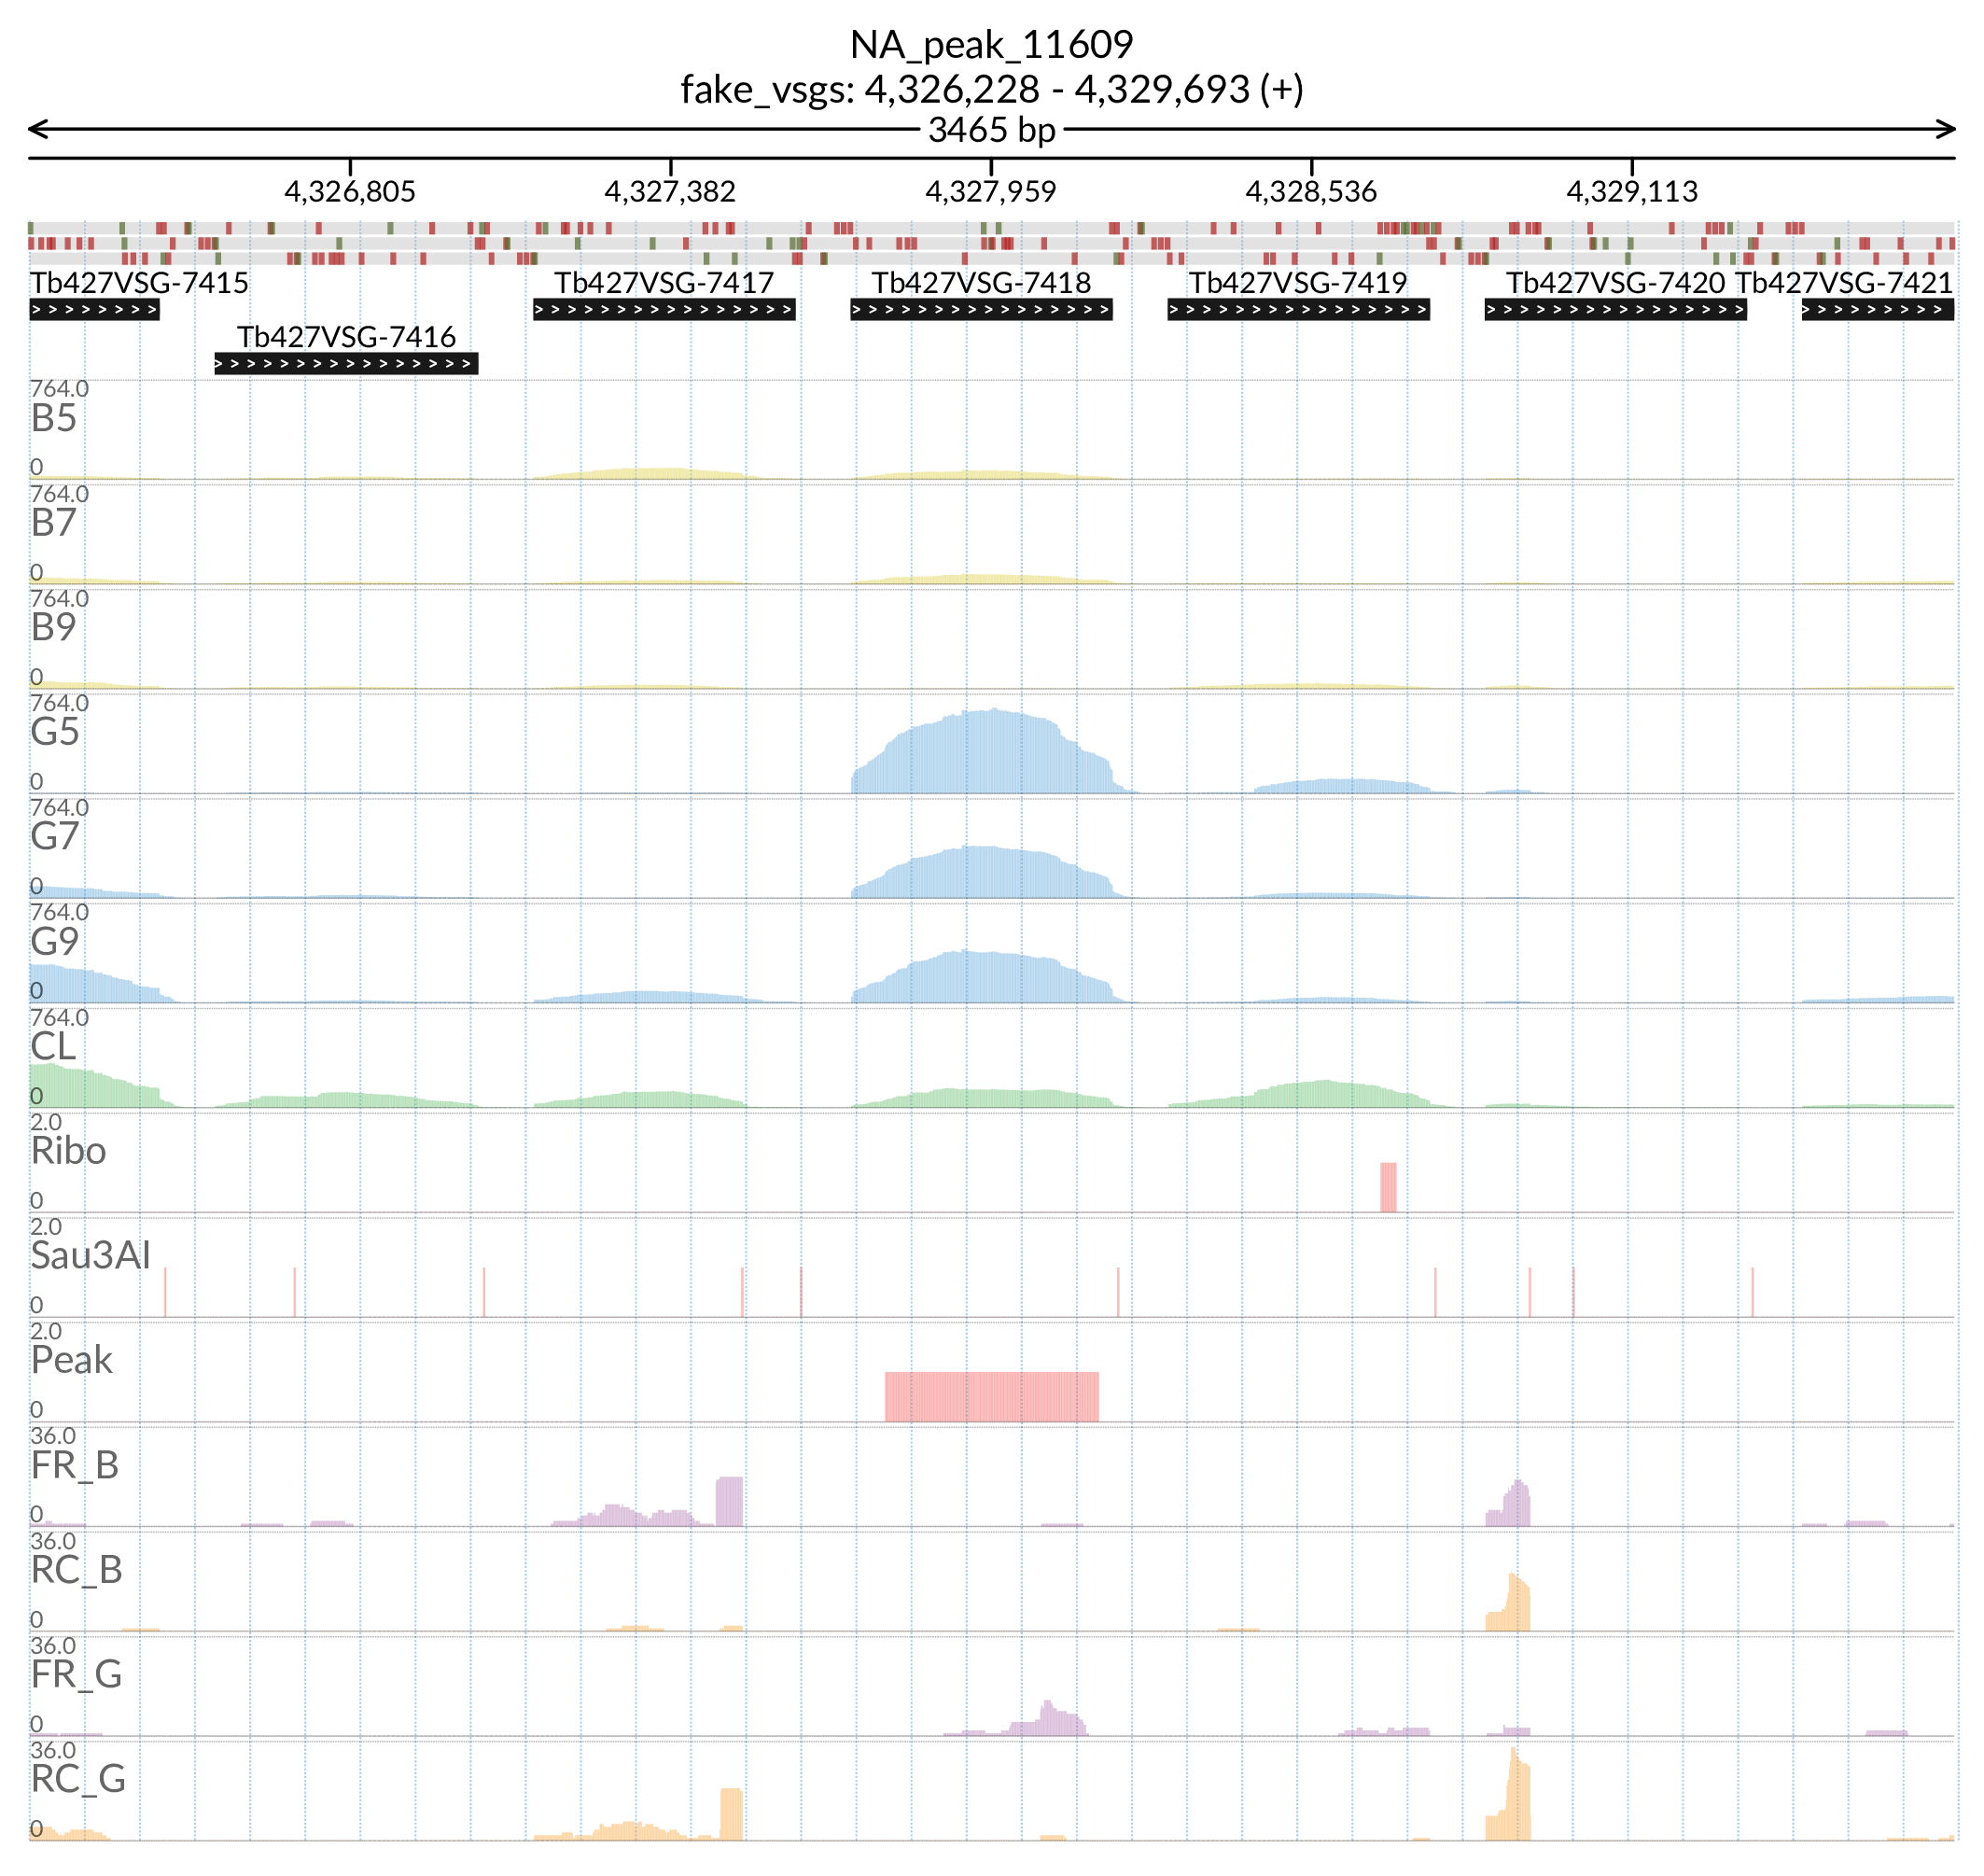 NA_peak_11609
fake_vsgs: 4,326,228 - 4,329,693 (+)
3465 bp
4,326,805 4,327,382 4,327,959 4,328,536 4,329,113
Tb427VSG-7415 Tb427VSG-7417 Tb427VSG-7418 Tb427VSG-7419 Tb427VSG-7420 Tb427VSG-7421
Tb427VSG-7416
764.0
B5
0
764.0
B7
0
764.0
B9
0
764.0
G5
0
764.0
G7
0
764.0
G9
0
764.0
CL
0
2.0
Ribo
0
2.0
Sau3AI
0
2.0
Peak
0
36.0
FR_B
0
36.0
RC_B
0
36.0
FR_G
0
36.0
RC_G
0